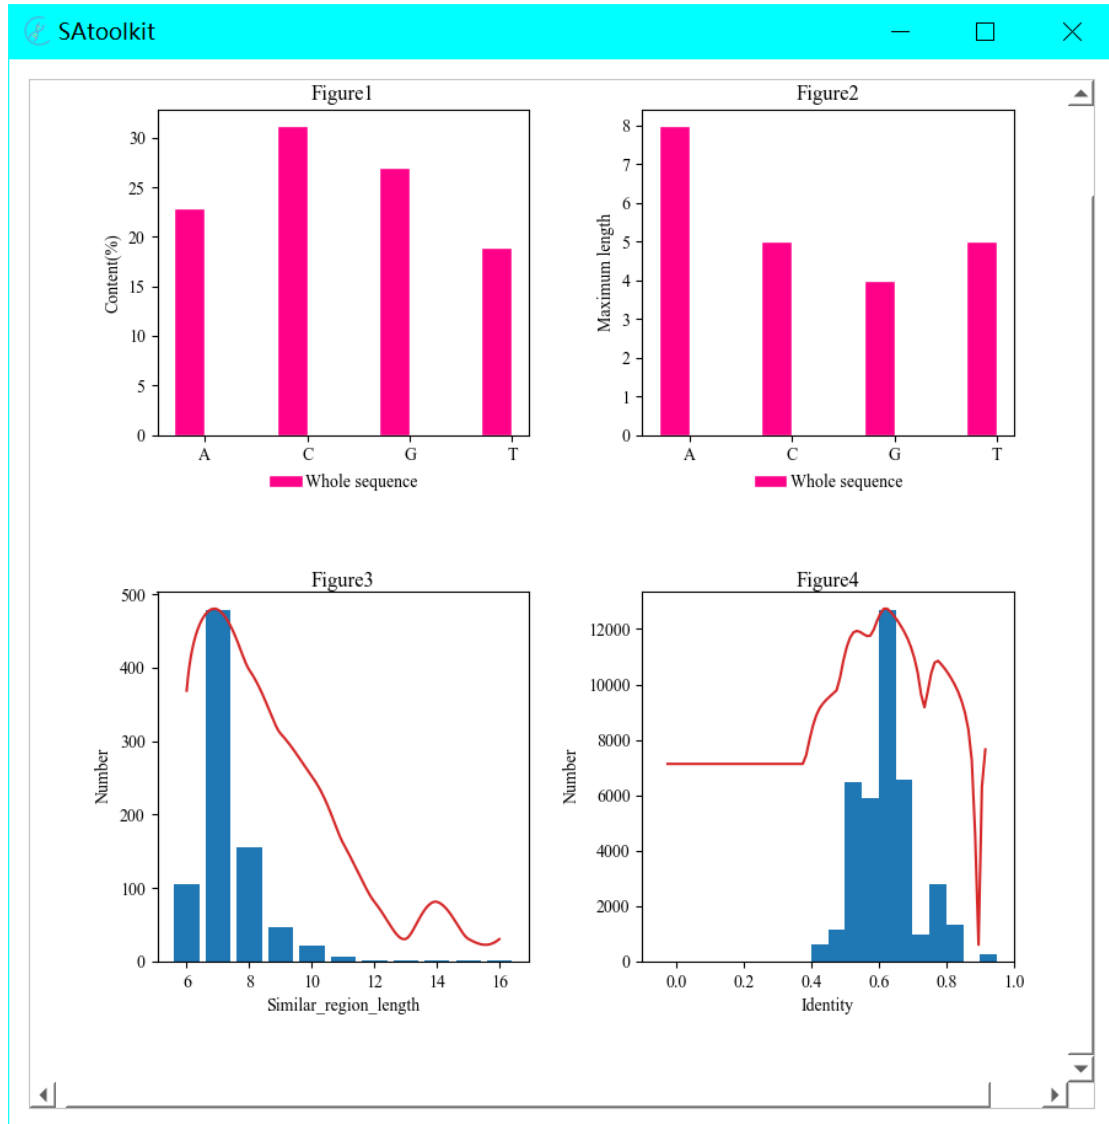 SAtoolkit
Figure1
30
25
20
15
10
5
0
Content(%)
A C G T
Whole sequence
Figure2
8
7
6
5
4
3
2
1
0
Maximum length
A C G T
Whole sequence
Figure3
500
400
300
200
100
0
Number
6 8 10 12 14 16
Similar_region_length
Figure4
12000
10000
8000
6000
4000
2000
0
Number
0.0 0.2 0.4 0.6 0.8 1.0
Identity